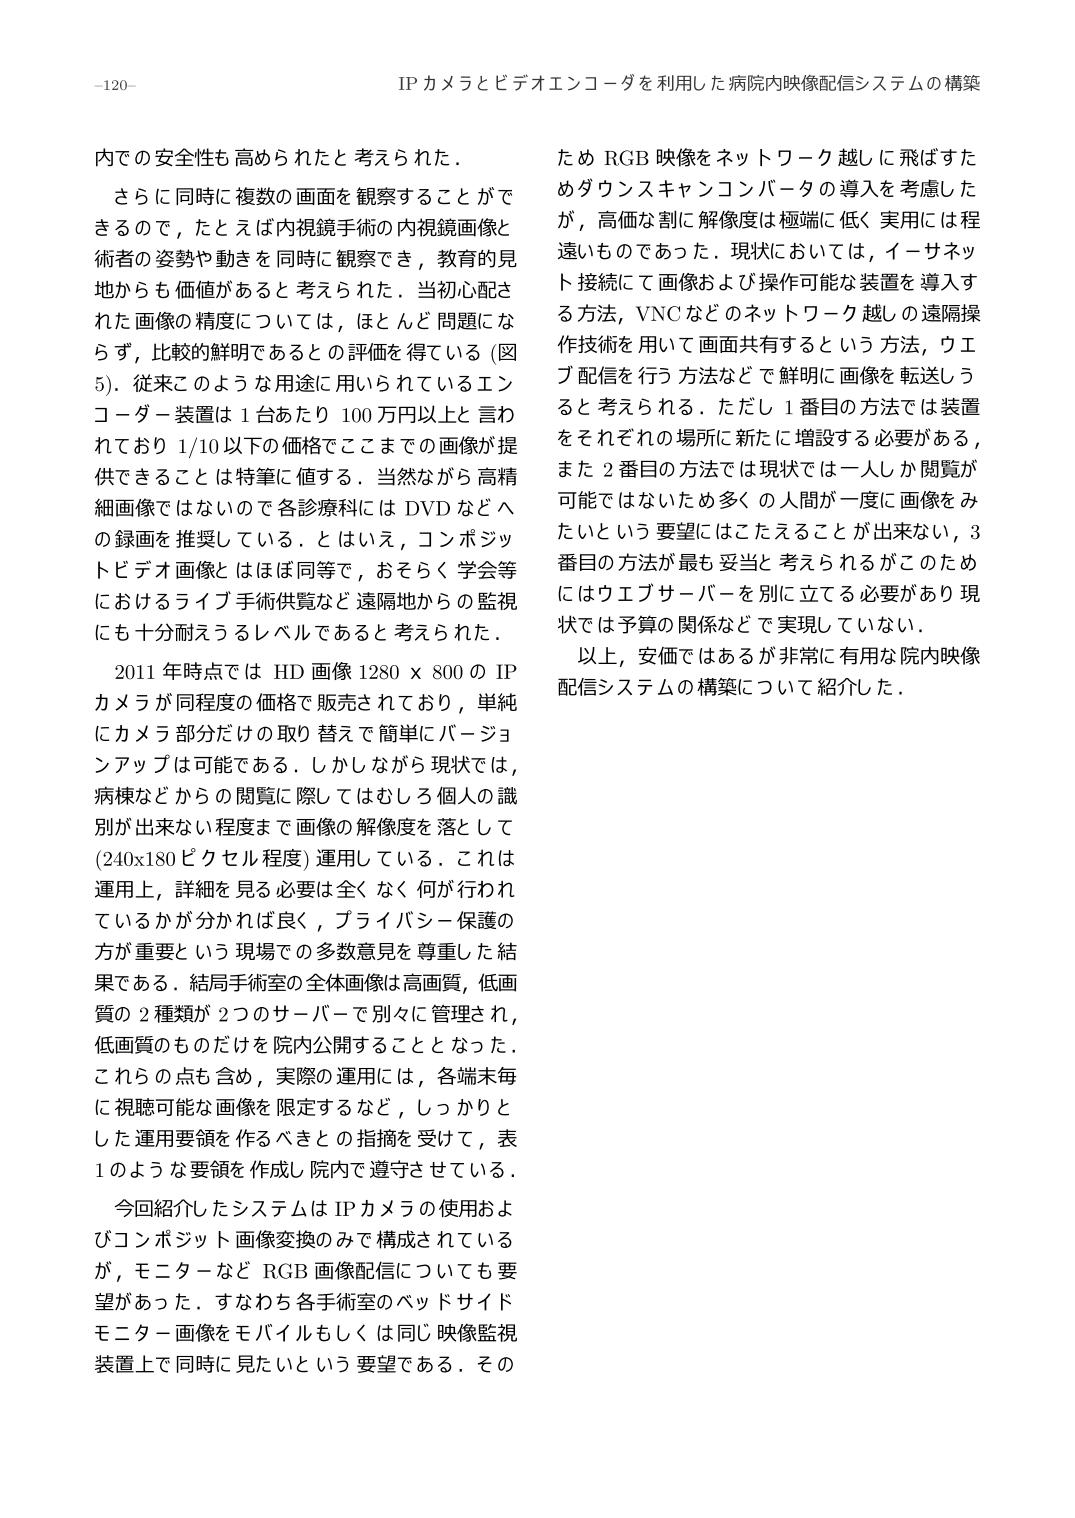 –120–
IP カメラとビデオエンコーダを利用した病院内映像配信システムの構築
内での安全性も高められたと考えられた．
さらに同時に複数の画面を観察することがで
きるので，たとえば内視鏡手術の内視鏡画像と
術者の姿勢や動きを同時に観察でき，教育的見
地からも価値があると考えられた．当初心配さ
れた画像の精度については，ほとんど問題にな
らず，比較的鮮明であるとの評価を得ている (図
5)．従来このような用途に用いられているエン
コーダー装置は 1 台あたり 100 万円以上と言わ
れており 1/10 以下の価格でここまでの画像が提
供できることは特筆に値する．当然ながら高精
細画像ではないので各診療科には DVD などへ
の録画を推奨している．とはいえ，コンポジッ
トビデオ画像とはほぼ同等で，おそらく学会等
におけるライブ手術供覧など遠隔地からの監視
にも十分耐えうるレベルであると考えられた．
2011 年時点では HD 画像 1280 x 800 の IP
カメラが同程度の価格で販売されており，単純
にカメラ部分だけの取り替えで簡単にバージョ
ンアップは可能である．しかしながら現状では，
病棟などからの閲覧に際してはむしろ個人の識
別が出来ない程度まで画像の解像度を落として
(240x180 ピクセル程度) 運用している．これは
運用上，詳細を見る必要は全くなく何が行われ
ているかが分かれば良く，プライバシー保護の
方が重要という現場での多数意見を尊重した結
果である．結局手術室の全体画像は高画質，低画
質の 2 種類が 2 つのサーバーで別々に管理され，
低画質のものだけを院内公開することとなった．
これらの点も含め，実際の運用には，各端末毎
に視聴可能な画像を限定するなど，しっかりと
した運用要領を作るべきとの指摘を受けて，表
1 のような要領を作成し院内で遵守させている．
今回紹介したシステムは IP カメラの使用およ
びコンポジット画像変換のみで構成されている
が，モニターなど RGB 画像配信についても要
望があった．すなわち各手術室のベッドサイド
モニター画像をモバイルもしくは同じ映像監視
装置上で同時に見たいという要望である．その
ため RGB 映像をネットワーク越しに飛ばすた
めダウンスキャンコンバータの導入を考慮した
が，高価な割に解像度は極端に低く実用には程
遠いものであった．現状においては，イーサネッ
ト接続にて画像および操作可能な装置を導入す
る方法，VNC などのネットワーク越しの遠隔操
作技術を用いて画面共有するという方法，ウエ
ブ配信を行う方法などで鮮明に画像を転送しう
ると考えられる．ただし 1 番目の方法では装置
をそれぞれの場所に新たに増設する必要がある，
また 2 番目の方法では現状では一人しか閲覧が
可能ではないため多くの人間が一度に画像をみ
たいという要望にはこたえることが出来ない，3
番目の方法が最も妥当と考えられるがこのため
にはウエブサーバーを別に立てる必要があり現
状では予算の関係などで実現していない．
以上，安価ではあるが非常に有用な院内映像
配信システムの構築について紹介した．